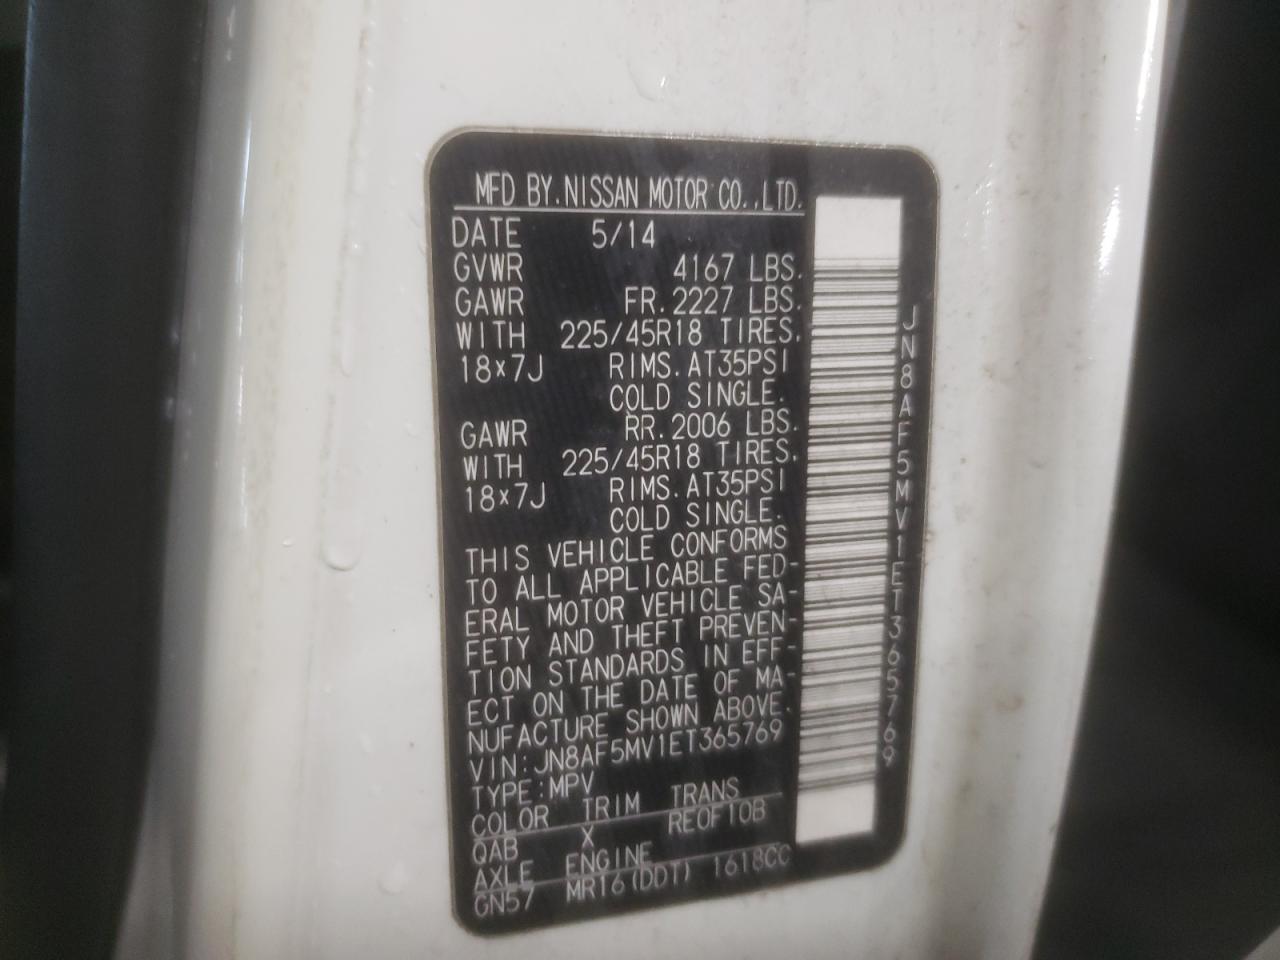 MFD BY.NISSAN MOTOR CO.,LTD.
DATE 5/14
GVWR 4167 LBS.
GAWR FR.2227 LBS.
WITH 225/45R18 TIRES.
18×7J RIMS.AT35PSI
COLD SINGLE.
GAWR RR.2006 LBS.
WITH 225/45R18 TIRES.
18×7J RIMS.AT35PSI
COLD SINGLE.
THIS VEHICLE CONFORMS
TO ALL APPLICABLE FED-
ERAL MOTOR VEHICLE SA-
FETY AND THEFT PREVEN-
TION STANDARDS IN EFF-
ECT ON THE DATE OF MA-
NUFACTURE SHOWN ABOVE.
VIN:JN8AF5MV1ET365769
TYPE:MPV
COLOR TRIM TRANS
QAB X RE0F10B
AXLE ENGINE
GN57 MR16(DDT) 1618CC
JN8AF5MV1ET365769